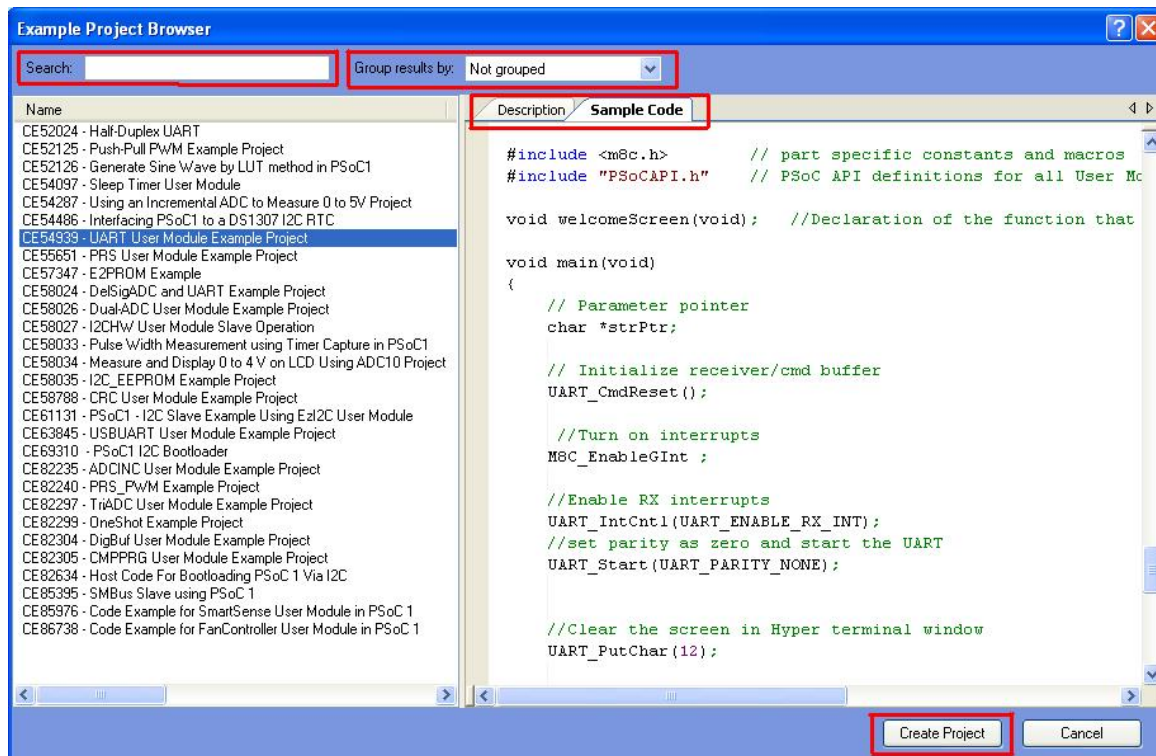 Example Project Browser
Search:
Group results by: Not grouped
Name
CE52024 - Half-Duplex UART
CE52125 - Push-Pull PWM Example Project
CE52126 - Generate Sine Wave by LUT method in PSoC1
CE54097 - Sleep Timer User Module
CE54287 - Using an Incremental ADC to Measure 0 to 5V Project
CE54486 - Interfacing PSoC1 to a DS1307 I2C RTC
CE54939 - UART User Module Example Project
CE55651 - PRS User Module Example Project
CE57347 - E2PROM Example
CE58024 - DelSigADC and UART Example Project
CE58026 - Dual-ADC User Module Example Project
CE58027 - I2CHW User Module Slave Operation
CE58033 - Pulse Width Measurement using Timer Capture in PSoC1
CE58034 - Measure and Display 0 to 4 V on LCD Using ADC10 Project
CE58035 - I2C_EEPROM Example Project
CE58788 - CRC User Module Example Project
CE61131 - PSoC1 - I2C Slave Example Using EzI2C User Module
CE63845 - USBUART User Module Example Project
CE69310 - PSoC1 I2C Bootloader
CE82235 - ADCINC User Module Example Project
CE82240 - PRS_PWM Example Project
CE82297 - TriADC User Module Example Project
CE82299 - OneShot Example Project
CE82304 - DigBuf User Module Example Project
CE82305 - CMPPRG User Module Example Project
CE82634 - Host Code For Bootloading PSoC 1 Via I2C
CE85395 - SMBus Slave using PSoC 1
CE85976 - Code Example for SmartSense User Module in PSoC 1
CE86738 - Code Example for FanController User Module in PSoC 1
Description Sample Code
#include <m8c.h> // part specific constants and macros
#include "PSoCAPI.h" // PSoC API definitions for all User Mo
void welcomeScreen(void); //Declaration of the function that
void main(void)
{
// Parameter pointer
char *strPtr;
// Initialize receiver/cmd buffer
UART_CmdReset();
//Turn on interrupts
M8C_EnableGInt ;
//Enable RX interrupts
UART_IntCntl(UART_ENABLE_RX_INT);
//set parity as zero and start the UART
UART_Start(UART_PARITY_NONE);
//Clear the screen in Hyper terminal window
UART_PutChar(12);
Create Project Cancel